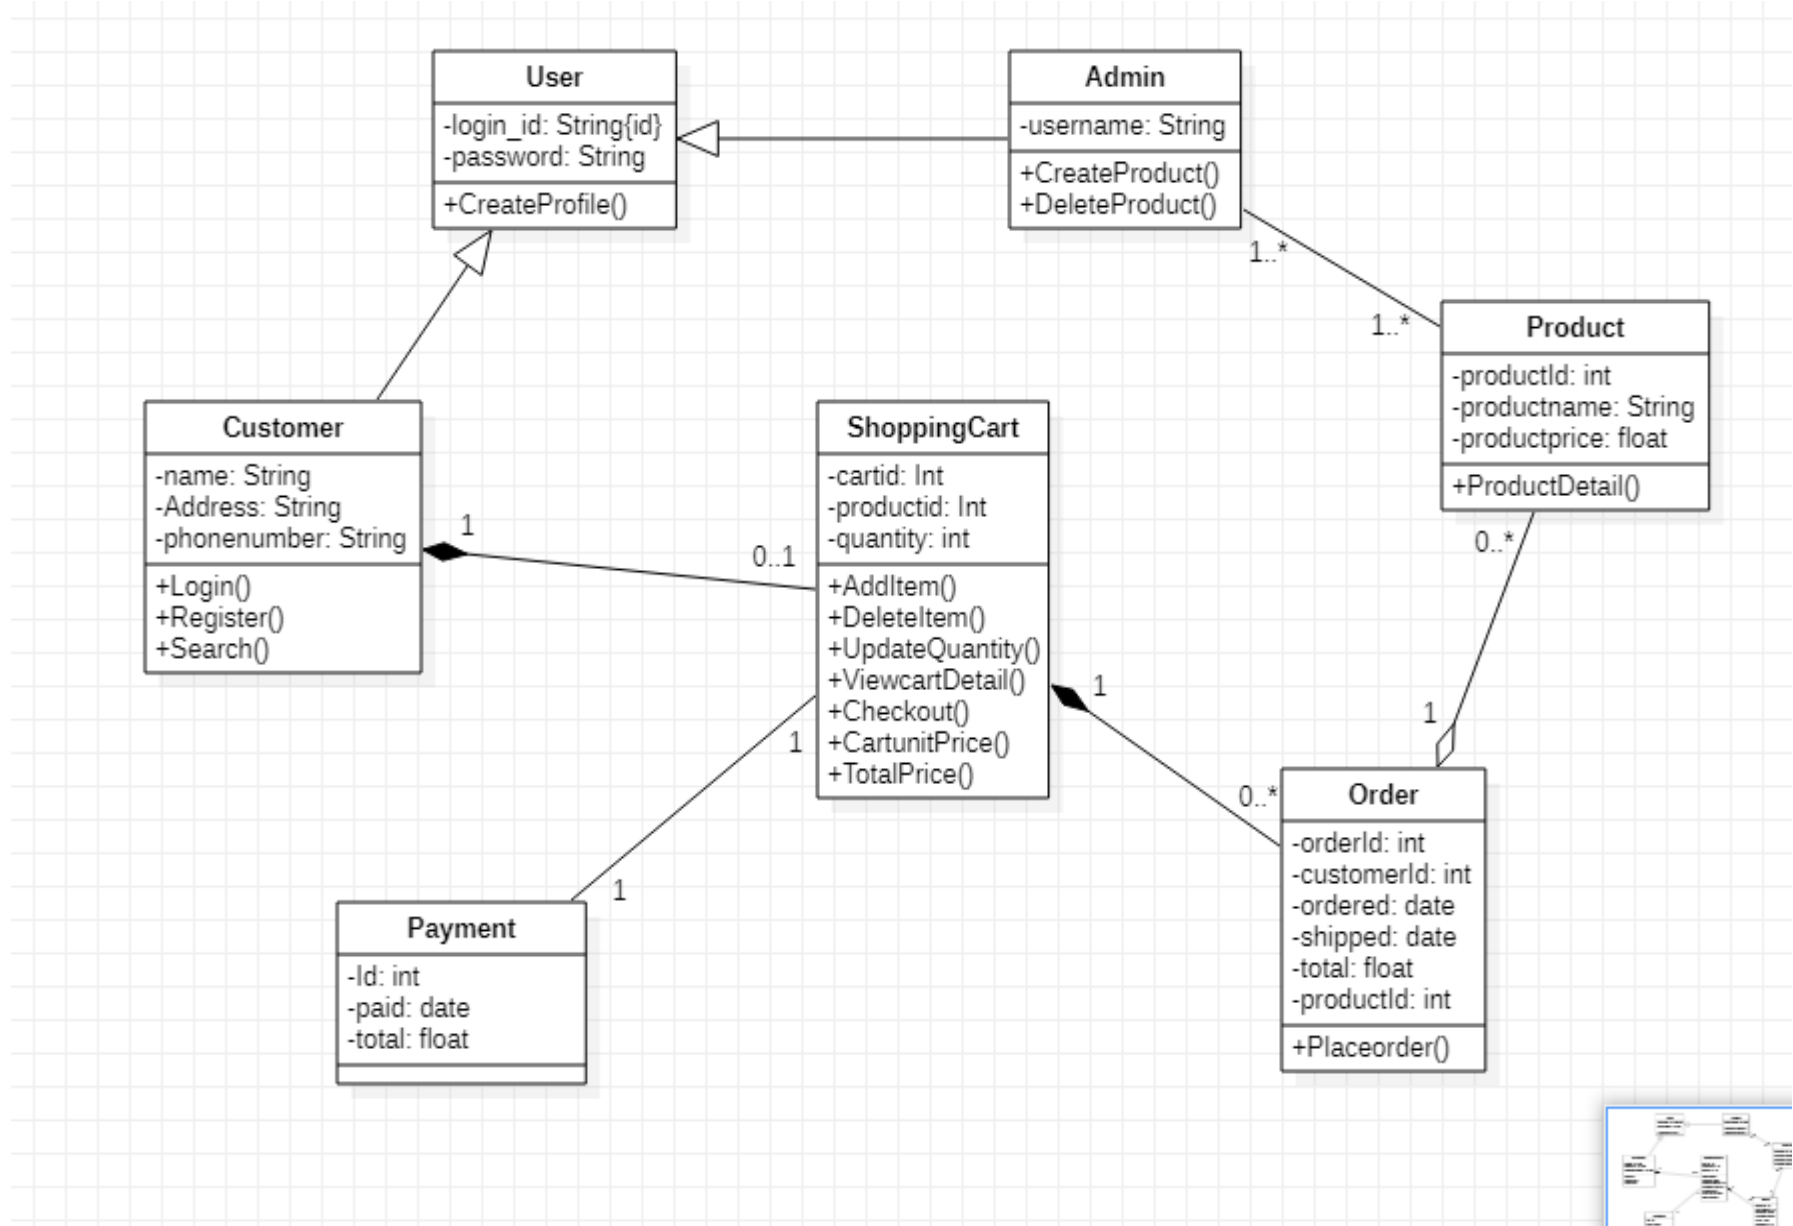 User
-login_id: String{id}
-password: String
+CreateProfile()
Admin
-username: String
+CreateProduct()
+DeleteProduct()
1..*
1..*
Product
-productId: int
-productname: String
-productprice: float
+ProductDetail()
0..*
Customer
-name: String
-Address: String
-phonenumber: String
+Login()
+Register()
+Search()
1
0..1
ShoppingCart
-cartid: Int
-productid: Int
-quantity: int
+AddItem()
+DeleteItem()
+UpdateQuantity()
+ViewcartDetail()
+Checkout()
+CartunitPrice()
+TotalPrice()
1
1
1
0..*
1
Order
-orderId: int
-customerId: int
-ordered: date
-shipped: date
-total: float
-productId: int
+Placeorder()
Payment
-Id: int
-paid: date
-total: float